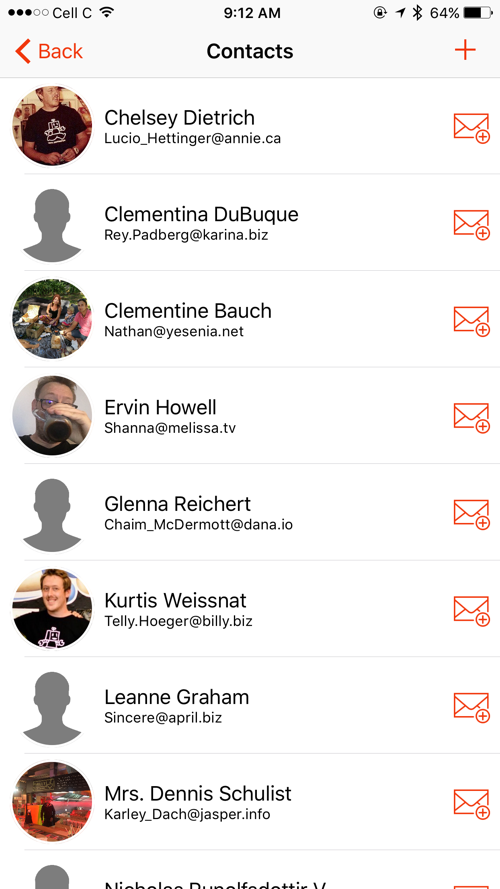 Cell C 9:12 AM 64%
Back Contacts
Chelsey Dietrich
Lucio_Hettinger@annie.ca
Clementina DuBuque
Rey.Padberg@karina.biz
Clementine Bauch
Nathan@yesenia.net
Ervin Howell
Shanna@melissa.tv
Glenna Reichert
Chaim_McDermott@dana.io
Kurtis Weissnat
Telly.Hoeger@billy.biz
Leanne Graham
Sincere@april.biz
Mrs. Dennis Schulist
Karley_Dach@jasper.info
Nicholas Runolfsdottir V